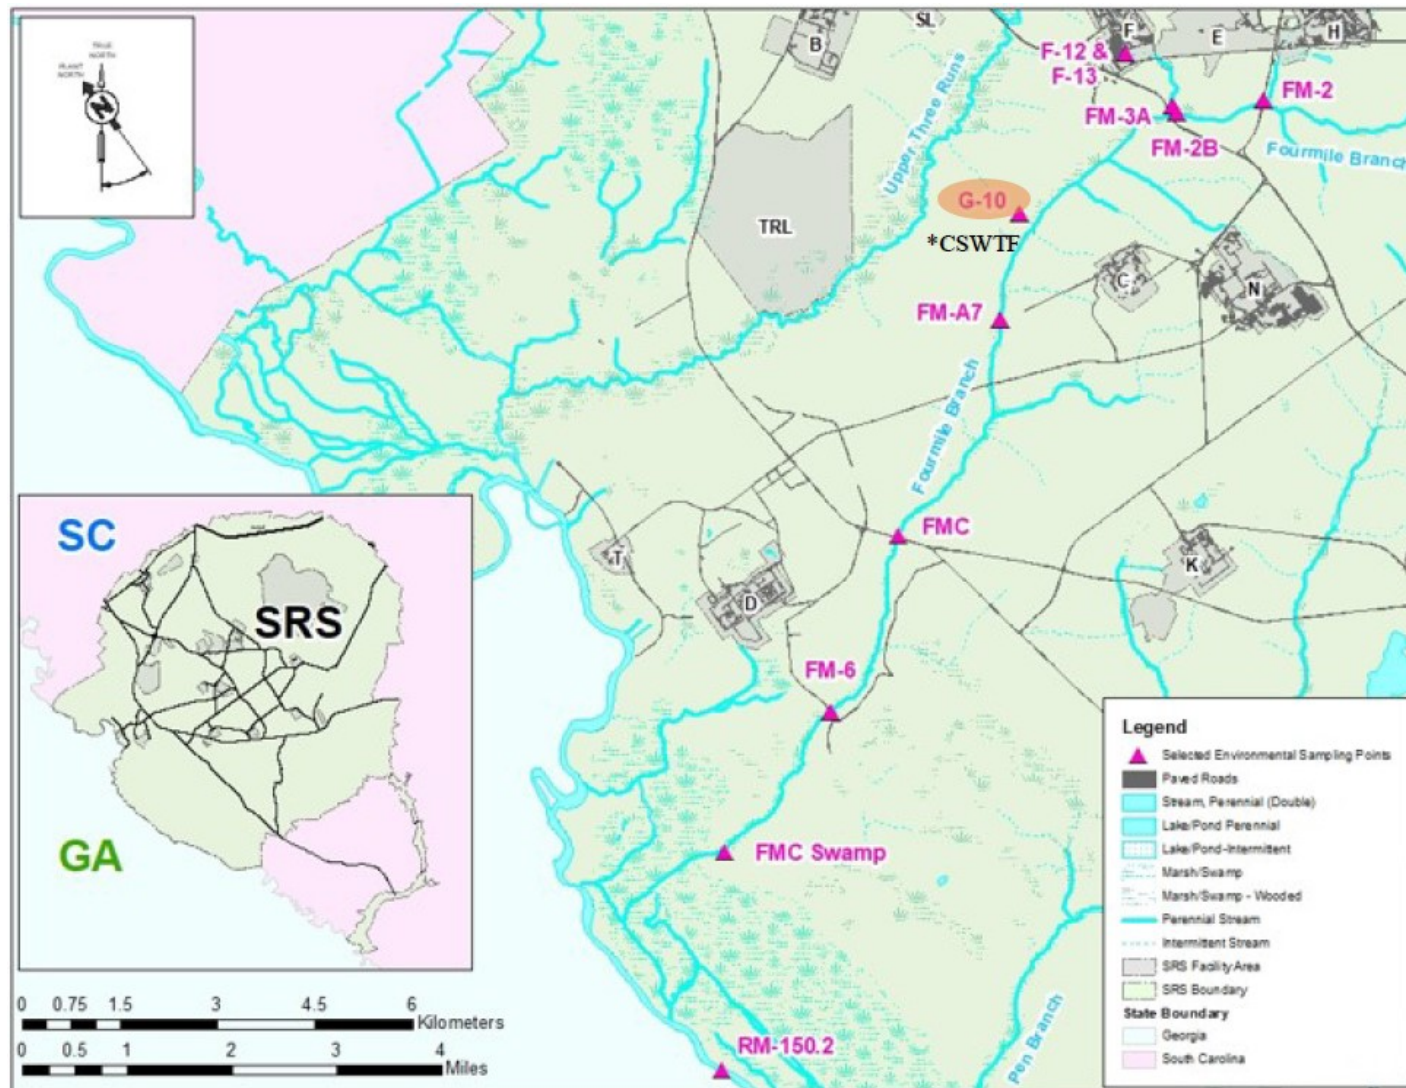 TRUE
NORTH
PLANT
NORTH
N
B
SL
F
E
H
F-12 &
F-13
FM-2
FM-3A
FM-2B
Fourmile Branch
Upper Three Runs
G-10
*CSWTF
TRL
C
N
FM-A7
Fourmile Branch
FMC
T
D
K
FM-6
FMC Swamp
RM-150.2
Pen Branch
SC
SRS
GA
0 0.75 1.5 3 4.5 6
Kilometers
0 0.5 1 2 3 4
Miles
Legend
Selected Environmental Sampling Points
Paved Roads
Stream, Perennial (Double)
Lake/Pond Perennial
Lake/Pond-Intermittent
Marsh/Swamp
Marsh/Swamp - Wooded
Perennial Stream
Intermittent Stream
SRS Facility Area
SRS Boundary
State Boundary
Georgia
South Carolina